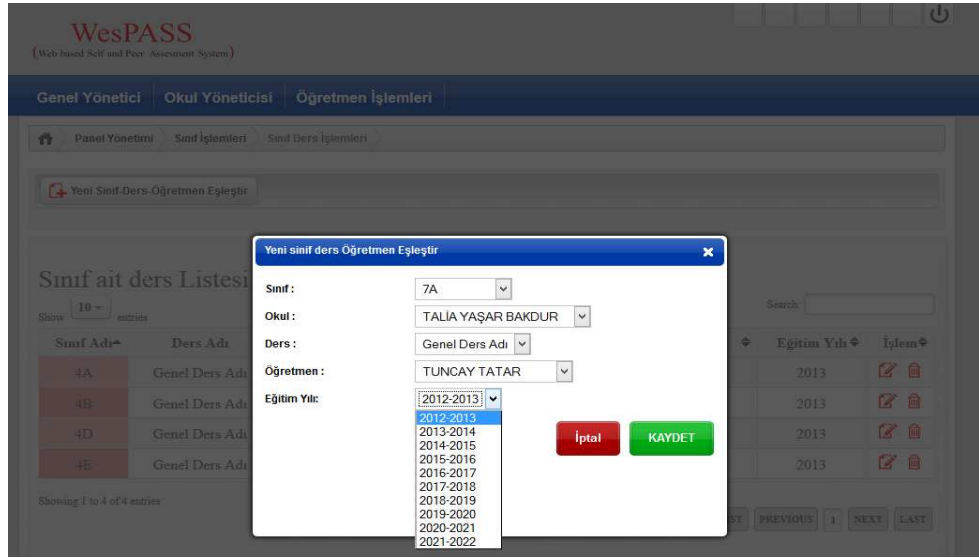 WesPASS
(Web based Self and Peer Assesment System)
Genel Yönetici Okul Yöneticisi Öğretmen İşlemleri
Panel Yönetimi Sınıf İşlemleri Sınıf Ders İşlemleri
Yeni Sinif-Ders-Öğretmen Eşleştir
Yeni sinif ders Öğretmen Eşleştir
Sınıf : 7A
Okul : TALİA YAŞAR BAKDUR
Ders : Genel Ders Adı
Öğretmen : TUNCAY TATAR
Eğitim Yılı: 2012-2013
2012-2013
2013-2014
2014-2015
2015-2016
2016-2017
2017-2018
2018-2019
2019-2020
2020-2021
2021-2022
İptal KAYDET
Sınıf ait ders Listesi
Show 10 entries Search:
Sınıf Adı Ders Adı Eğitim Yılı İşlem
4A Genel Ders Adı 2013
4B Genel Ders Adı 2013
4D Genel Ders Adı 2013
4E Genel Ders Adı 2013
Showing 1 to 4 of 4 entries
PREVIOUS 1 NEXT LAST